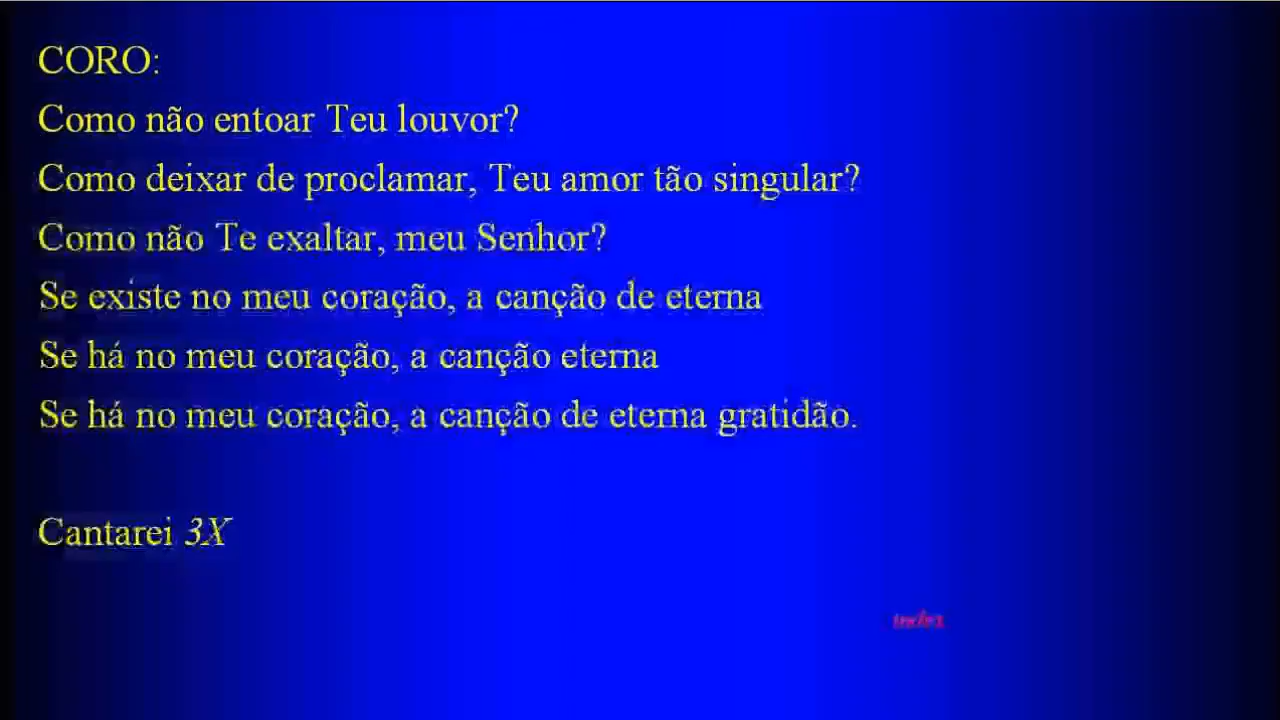 CORO:
Como não entoar Teu louvor?
Como deixar de proclamar, Teu amor tão singular?
Como não Te exaltar, meu Senhor?
Se existe no meu coração, a canção de eterna
Se há no meu coração, a canção eterna
Se há no meu coração, a canção de eterna gratidão.
Cantarei 3X